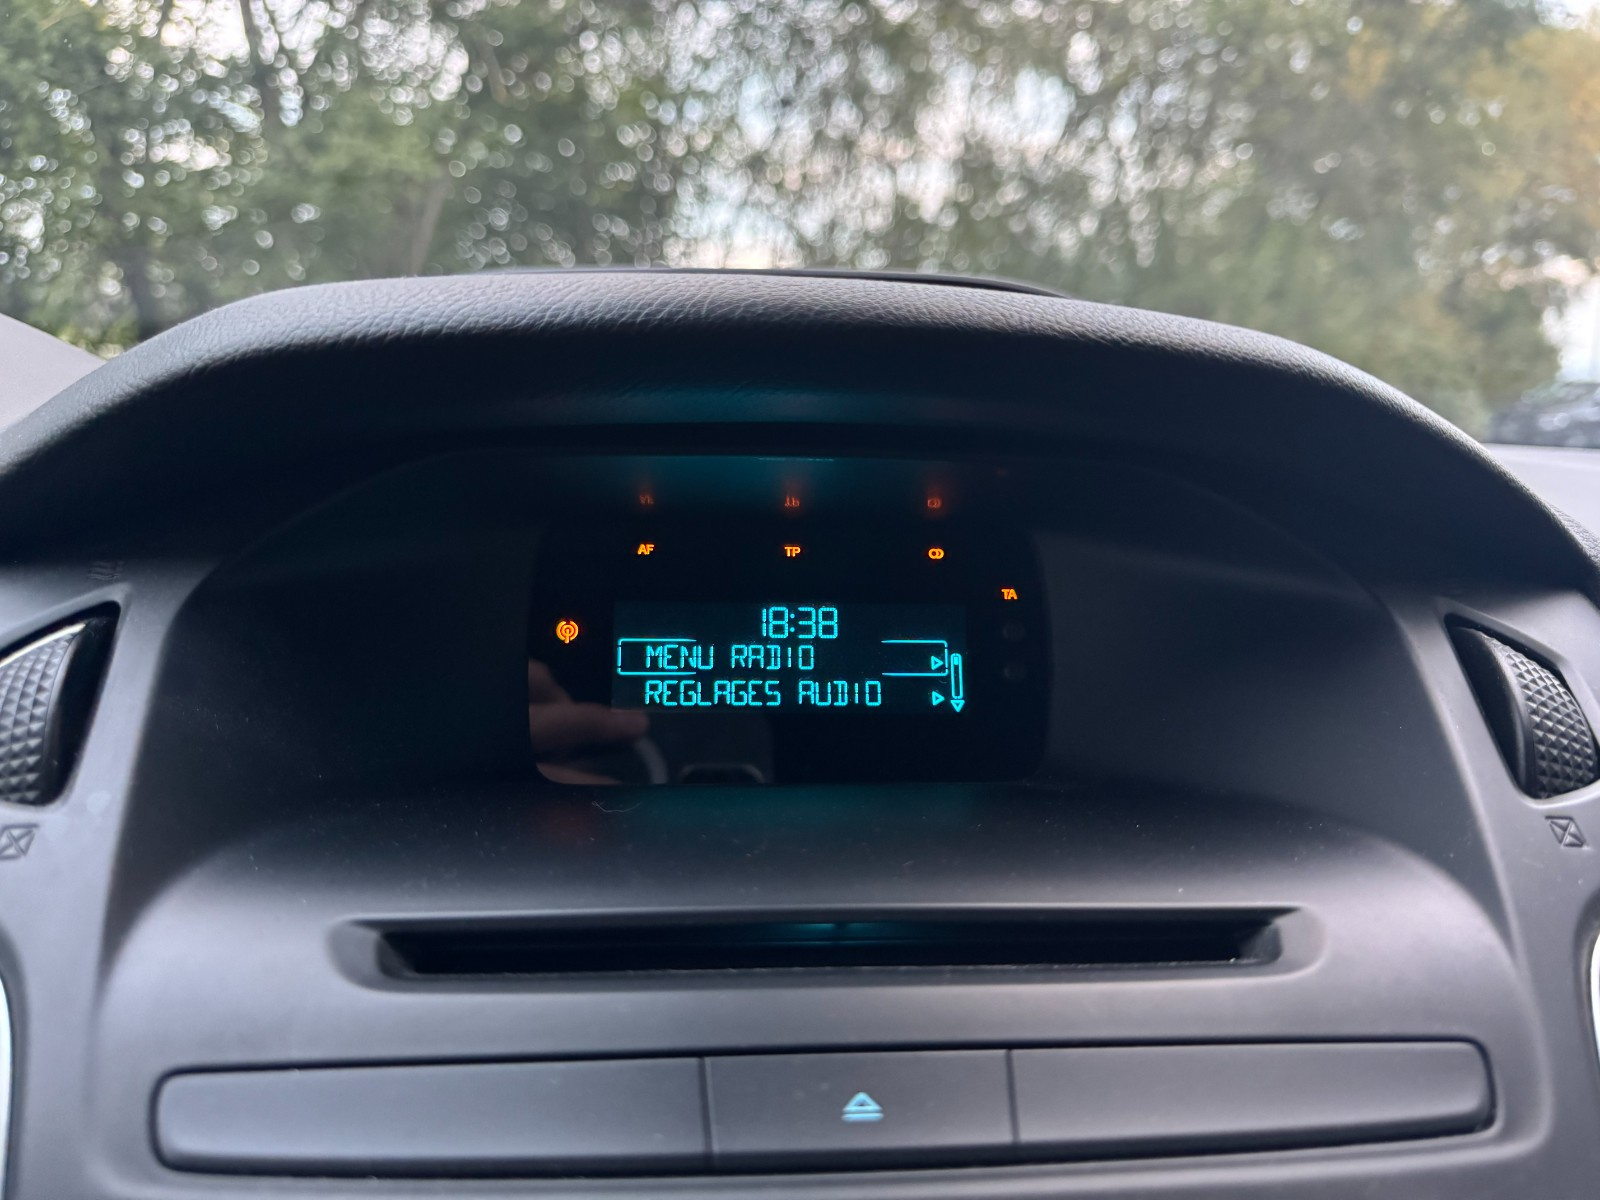 AF TP
TA
18:38
MENU RADIO
REGLAGES AUDIO